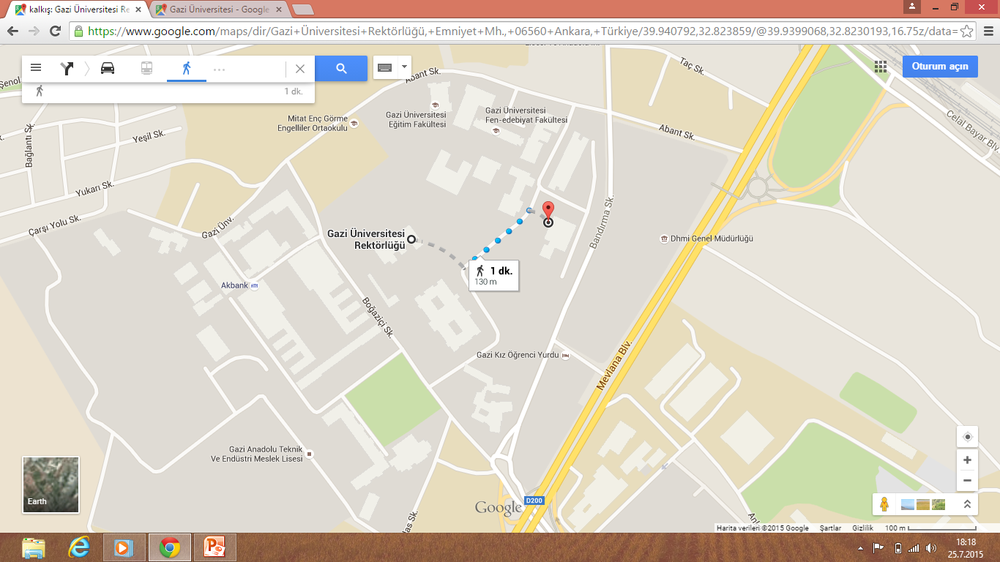 kalkış: Gazi Üniversitesi Re
Gazi Üniversitesi - Google
https://www.google.com/maps/dir/Gazi+Üniversitesi+Rektörlüğü,+Emniyet+Mh.,+06560+Ankara,+Türkiye/39.940792,32.823859/@39.9399068,32.8230193,16.75z/data=
Oturum açın
1 dk.
Abant Sk.
Taç Sk.
Celal Bayar Blv.
Bağlantı Sk.
Yeşil Sk.
Mitat Enç Görme
Engelliler Ortaokulu
Gazi Üniversitesi
Eğitim Fakültesi
Gazi Üniversitesi
Fen-edebiyat Fakültesi
Abant Sk.
Yukarı Sk.
Çarşı Yolu Sk.
Gazi Ünv.
Bandırma Sk.
Gazi Üniversitesi
Rektörlüğü
Dhmi Genel Müdürlüğü
1 dk.
130 m
Akbank
ATM
Boğaziçi Sk.
Gazi Kız Öğrenci Yurdu
Mevlana Blv.
Gazi Anadolu Teknik
Ve Endüstri Meslek Lisesi
Earth
Google
D200
Harita verileri ©2015 Google Şartlar Gizlilik 100 m
18:18
25.7.2015